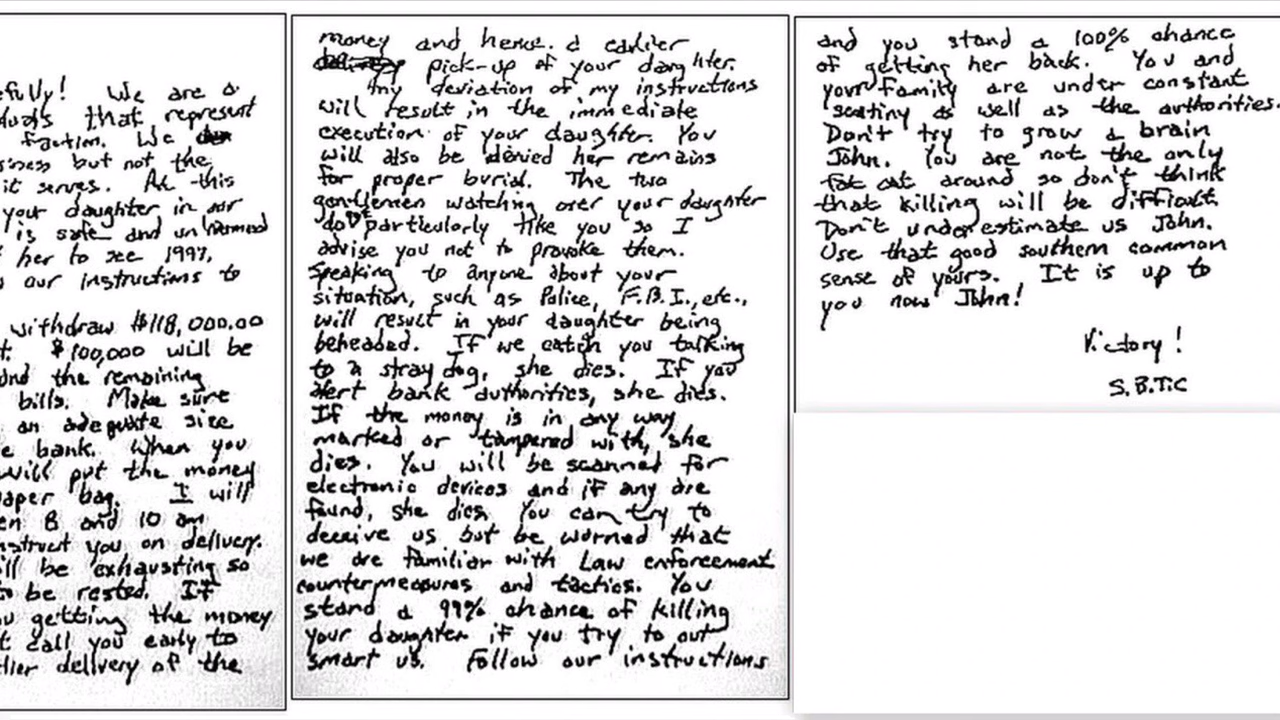 efully! We are a
duals that represent
faction. We
siness but not the
it serves. At this
your daughter in our
is safe and unharmed
her to see 1997,
our instructions to
withdraw $118,000.00
$100,000 will be
and the remaining
bills. Make sure
an adequate size
e bank. When you
will put the money
paper bag. I will
en 8 and 10 am
nstruct you on delivery.
ill be exhausting so
to be rested. If
u getting the money
t call you early to
lier delivery of the
money and hence. a earlier
delivery pick-up of your daughter.
Any deviation of my instructions
will result in the immediate
execution of your daughter. You
will also be denied her remains
for proper burial. The two
gentlemen watching over your daughter
do not particularly like you so I
advise you not to provoke them.
Speaking to anyone about your
situation, such as Police, F.B.I., etc.,
will result in your daughter being
beheaded. If we catch you talking
to a stray dog, she dies. If you
alert bank authorities, she dies.
If the money is in any way
marked or tampered with, she
dies. You will be scanned for
electronic devices and if any are
found, she dies. You can try to
deceive us but be warned that
we are familiar with Law enforcement
countermeasures and tactics. You
stand a 99% chance of killing
your daughter if you try to out
smart us. Follow our instructions
and you stand a 100% chance
of getting her back. You and
your family are under constant
scutiny as well as the authorities.
Don't try to grow a brain
John. You are not the only
fat cat around so don't think
that killing will be difficult.
Don't underestimate us John.
Use that good southern common
sense of yours. It is up to
you now John!
Victory!
S.B.T.C